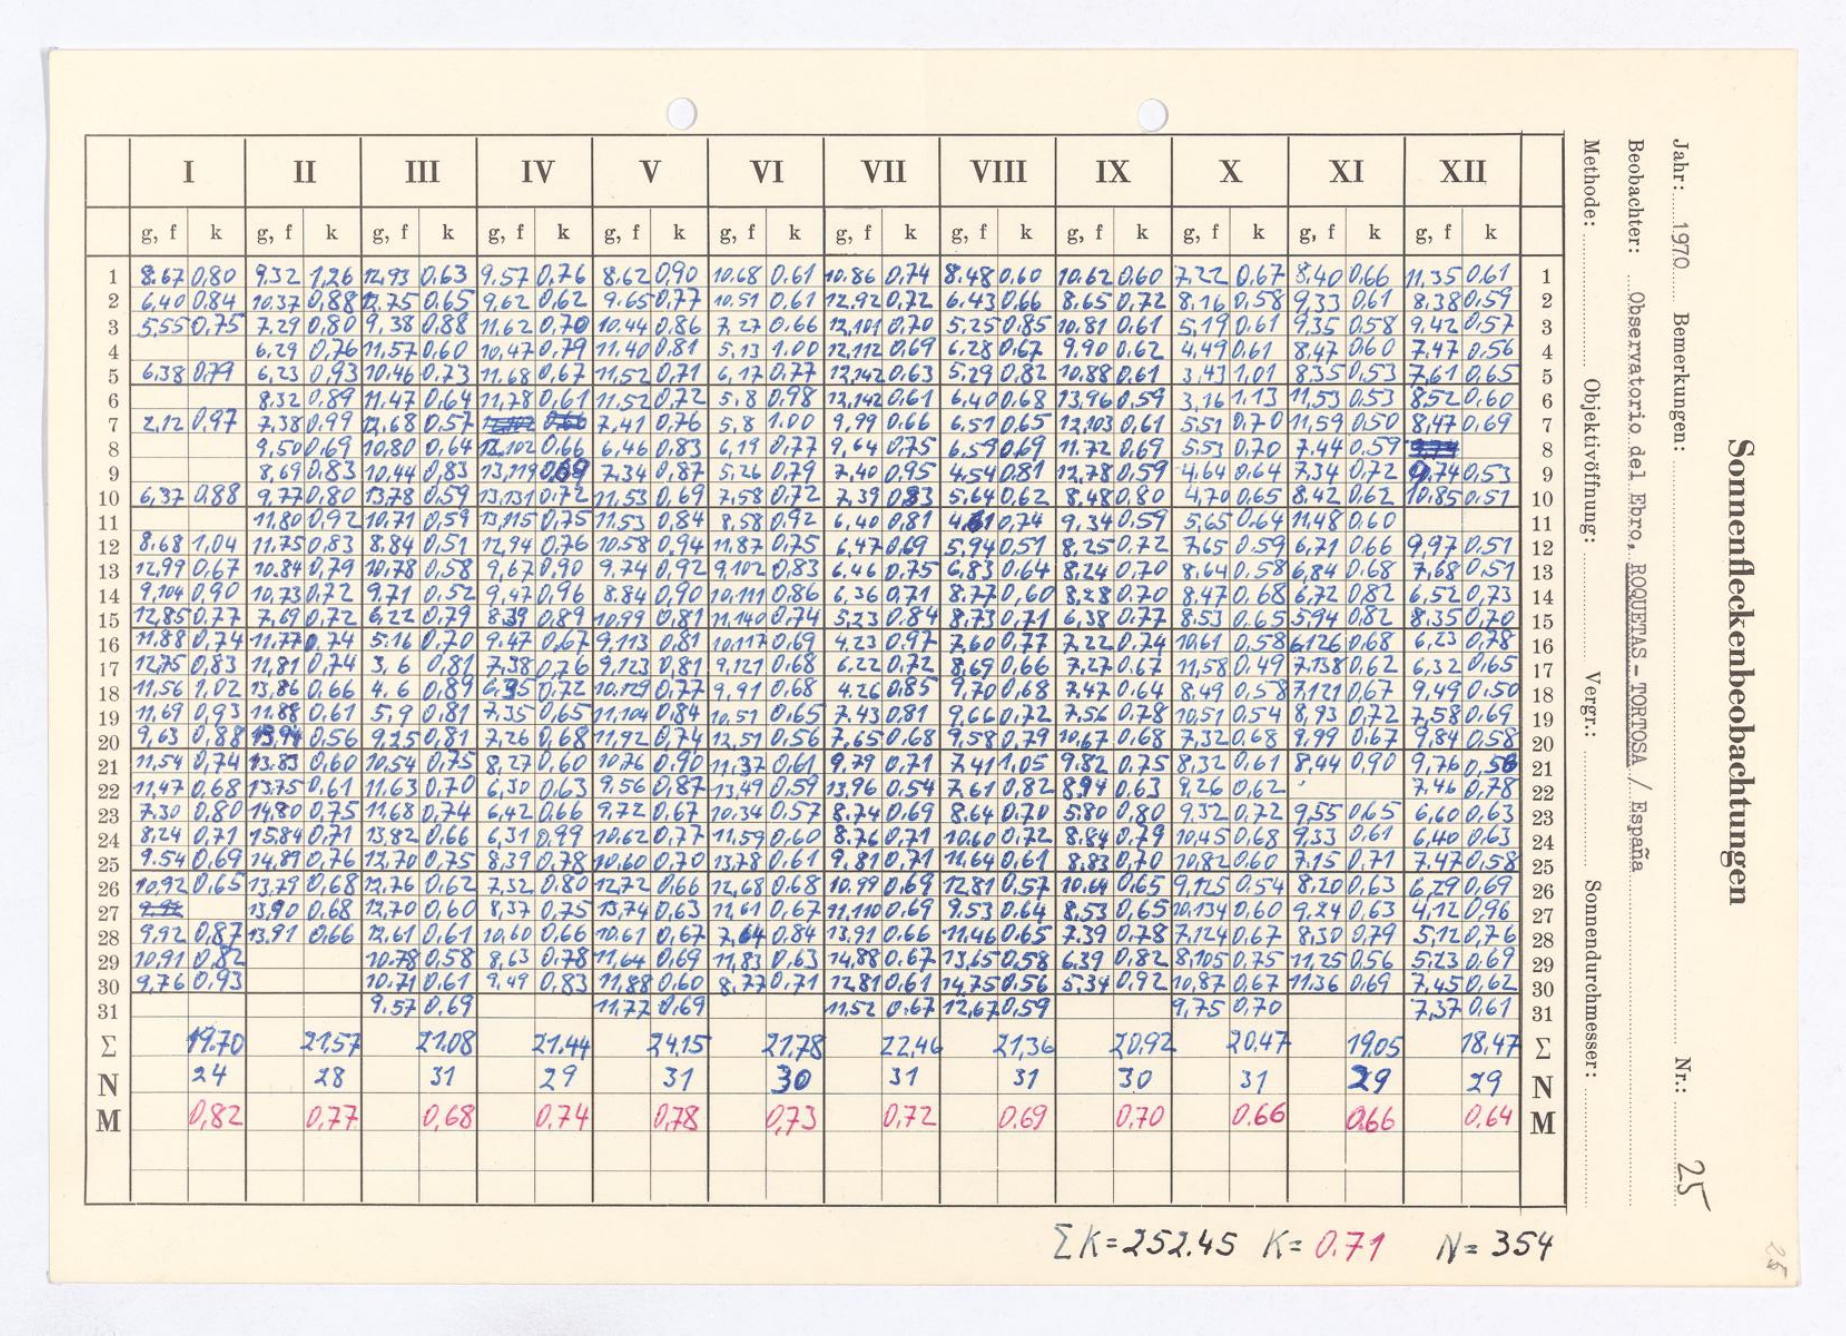 I II III IV V VI VII VIII IX X XI XII
g, f k g, f k g, f k g, f k g, f k g, f k g, f k g, f k g, f k g, f k g, f k g, f k
1 8.67 0,80 9,32 1,26 12,93 0,63 9,57 0,76 8,62 0,90 10,68 0,61 10.86 0,74 8.48 0,60 10.62 0,60 7,22 0,67 8,40 0,66 11,35 0,61 1
2 6,40 0,84 10,37 0,88 12,75 0,65 9,62 0,62 9.65 0,77 10,51 0,61 12,92 0,72 6,43 0,66 8,65 0,72 8,16 0,58 9,33 0,61 8,38 0,59 2
3 5,55 0,75 7,29 0,80 9,38 0,88 11,62 0,70 10,44 0,86 7,27 0,66 12,101 0,70 5,25 0,85 10,81 0,61 5,19 0,61 9,35 0,58 9,42 0,57 3
4 6,29 0,76 11,57 0,60 10,47 0,79 11,40 0,81 5,13 1,00 12,112 0,69 6,28 0,67 9,90 0,62 4,49 0,61 8,47 0,60 7,47 0,56 4
5 6,38 0,79 6,23 0,93 10,46 0,73 11,68 0,67 11,52 0,71 6,17 0,77 12,142 0,63 5,29 0,82 10,88 0,61 3,43 1,01 8,35 0,53 7,61 0,65 5
6 8,32 0,89 11,47 0,64 11,78 0,61 11,52 0,72 5,8 0,98 12,142 0,61 6,40 0,68 13,96 0,59 3,16 1,13 11,53 0,53 8,52 0,60 6
7 2,12 0,97 7,38 0,99 12,68 0,57 7,41 0,76 5,8 1,00 9,99 0,66 6,51 0,65 12,103 0,61 5,51 0,70 11,59 0,50 8,47 0,69 7
8 9,50 0,69 10,80 0,64 12,102 0,66 6,46 0,83 6,19 0,77 9,64 0,75 6,59 0,69 11,72 0,69 5,53 0,70 7,44 0,59 8
9 8,69 0,83 10,44 0,83 13,119 0,69 7,34 0,87 5,26 0,79 7,40 0,95 4,54 0,81 12,78 0,59 4,64 0,64 7,34 0,72 9,74 0,53 9
10 6,37 0,88 9,77 0,80 13,78 0,59 13,131 0,72 11,53 0,69 7,58 0,72 7,39 0,83 5,64 0,62 8,48 0,80 4,70 0,65 8,42 0,62 10,85 0,51 10
11 11,80 0,92 10,71 0,59 13,115 0,75 11,53 0,84 8,58 0,92 6,40 0,81 4,61 0,74 9,34 0,59 5,65 0,64 11,48 0,60 11
12 8.68 1,04 11,75 0,83 8,84 0,51 12,94 0,76 10,58 0,94 11,87 0,75 6,47 0,69 5,94 0,51 8,25 0,72 7,65 0.59 6,71 0,66 9,97 0,51 12
13 12,99 0,67 10.84 0,79 10,78 0,58 9,67 0,90 9,74 0,92 9,102 0,83 6.46 0,75 6,83 0,64 8,24 0,70 8,64 0,58 6,84 0,68 7,68 0,51 13
14 9,104 0,90 10,73 0,72 9,71 0,52 9,47 0,96 8.84 0,90 10,111 0,86 6,36 0,71 8,77 0,60 8,28 0,70 8,47 0,68 6,72 0,82 6,52 0,73 14
15 12,85 0,77 7,69 0,72 6,22 0,79 8,39 0,89 10,99 0,81 11,140 0,74 5,23 0,84 8,73 0,71 6,38 0,77 8,53 0,65 5,94 0,82 8,35 0,70 15
16 11,88 0,74 11,77 0,74 5,16 0,70 9,47 0,67 9,113 0,81 10,117 0,69 4,23 0,97 7,60 0,77 7,22 0,74 10,61 0,58 6,126 0,68 6,23 0,78 16
17 12,75 0,83 11,81 0,74 3,6 0,81 7,38 0,76 9,123 0,81 9,121 0,68 6,22 0,72 8,69 0,66 7,27 0,67 11,58 0,49 7,138 0,62 6,32 0,65 17
18 11,56 1,02 13,86 0,66 4,6 0,89 6,35 0,72 10,129 0,77 9,91 0,68 4,26 0,85 9,70 0,68 7,47 0,64 8,49 0,58 7,121 0,67 9,49 0,50 18
19 11,69 0,93 11,88 0,61 5,9 0,81 7,35 0,65 11,104 0,84 10,51 0,65 7,43 0,81 9,66 0,72 7,56 0,78 10,51 0,54 8,93 0,72 7,58 0,69 19
20 9,63 0,88 13,94 0,56 9,25 0,81 7,26 0,68 11,92 0,74 12,51 0,56 7,65 0,68 9,58 0,79 10,67 0,68 7,32 0,68 9,99 0,67 9,84 0,58 20
21 11,54 0,74 13,83 0,60 10,54 0,75 8,27 0,60 10,76 0,90 11,37 0,61 9,79 0,71 7,41 1,05 9,82 0,75 8,32 0,61 8,44 0,90 9,76 0,58 21
22 11,47 0,68 13,75 0,61 11,63 0,70 6,30 0,63 9,56 0,87 13,49 0,59 13,96 0,54 7,61 0,82 8,94 0,63 9,26 0,62 7,46 0,78 22
23 7,30 0,80 14,80 0,75 11,68 0,74 6,42 0,66 9,72 0,67 10,34 0,57 8,74 0,69 8,64 0,70 5,80 0,80 9,32 0,72 9,55 0,65 6,60 0,63 23
24 8,24 0,71 15,84 0,71 13,82 0,66 6,31 0,99 10,62 0,77 11,59 0,60 8.76 0,71 10,60 0,72 8,84 0,79 10,45 0,68 9,33 0,61 6,40 0,63 24
25 9,54 0,69 14,89 0,76 12,70 0,75 8,39 0,78 10,60 0,70 13,78 0,61 9,81 0,71 11,64 0,61 8,83 0,70 10,82 0,60 7,15 0,71 7,47 0,58 25
26 10,92 0,65 13,79 0,68 12,76 0,62 7,32 0,80 12,72 0,66 12,68 0,68 10,99 0,69 12,81 0,57 10,64 0,65 9,125 0,54 8,20 0,63 6,29 0,69 26
27 13,90 0,68 12,70 0,60 8,37 0,75 13,74 0,63 12,61 0,67 11,110 0,69 9,53 0,64 8,53 0,65 10,134 0,60 9,24 0,63 4,12 0,96 27
28 9,92 0,87 13,91 0,66 12,61 0,61 10,60 0,66 10,61 0,67 7,64 0,84 13,91 0,66 11,46 0,65 7,39 0,78 7,124 0,67 8,30 0,79 5,12 0,76 28
29 10,91 0,82 10,78 0,58 8,63 0,78 11,64 0,69 11,83 0,63 14,88 0,67 13,65 0,58 6,39 0,82 8,105 0,75 11,25 0,56 5,23 0,69 29
30 9,76 0,93 10,71 0,61 9,49 0,83 11,88 0,60 8,77 0,71 12,81 0,61 14,75 0,56 5,34 0,92 10,87 0,67 11,36 0,69 7,45 0,62 30
31 9,57 0,69 11,77 0,69 11,52 0,67 12,67 0,59 9,75 0,70 7,37 0,61 31
Σ 19.70 21,57 21.08 21.44 24,15 21,78 22,46 21,36 20,92 20,47 19,05 18,47 Σ
N 24 28 31 29 31 30 31 31 30 31 29 29 N
M 0,82 0,77 0,68 0,74 0,78 0,73 0,72 0.69 0,70 0.66 0.66 0.64 M
Σ K = 252.45 K = 0.71 N = 354
Sonnenfleckenbeobachtungen
Jahr: 1970 Bemerkungen: Nr.: 25
Beobachter: Observatorio del Ebro, ROQUETAS - TORTOSA / España
Methode: Objektivöffnung: Vergr.: Sonnendurchmesser:
25